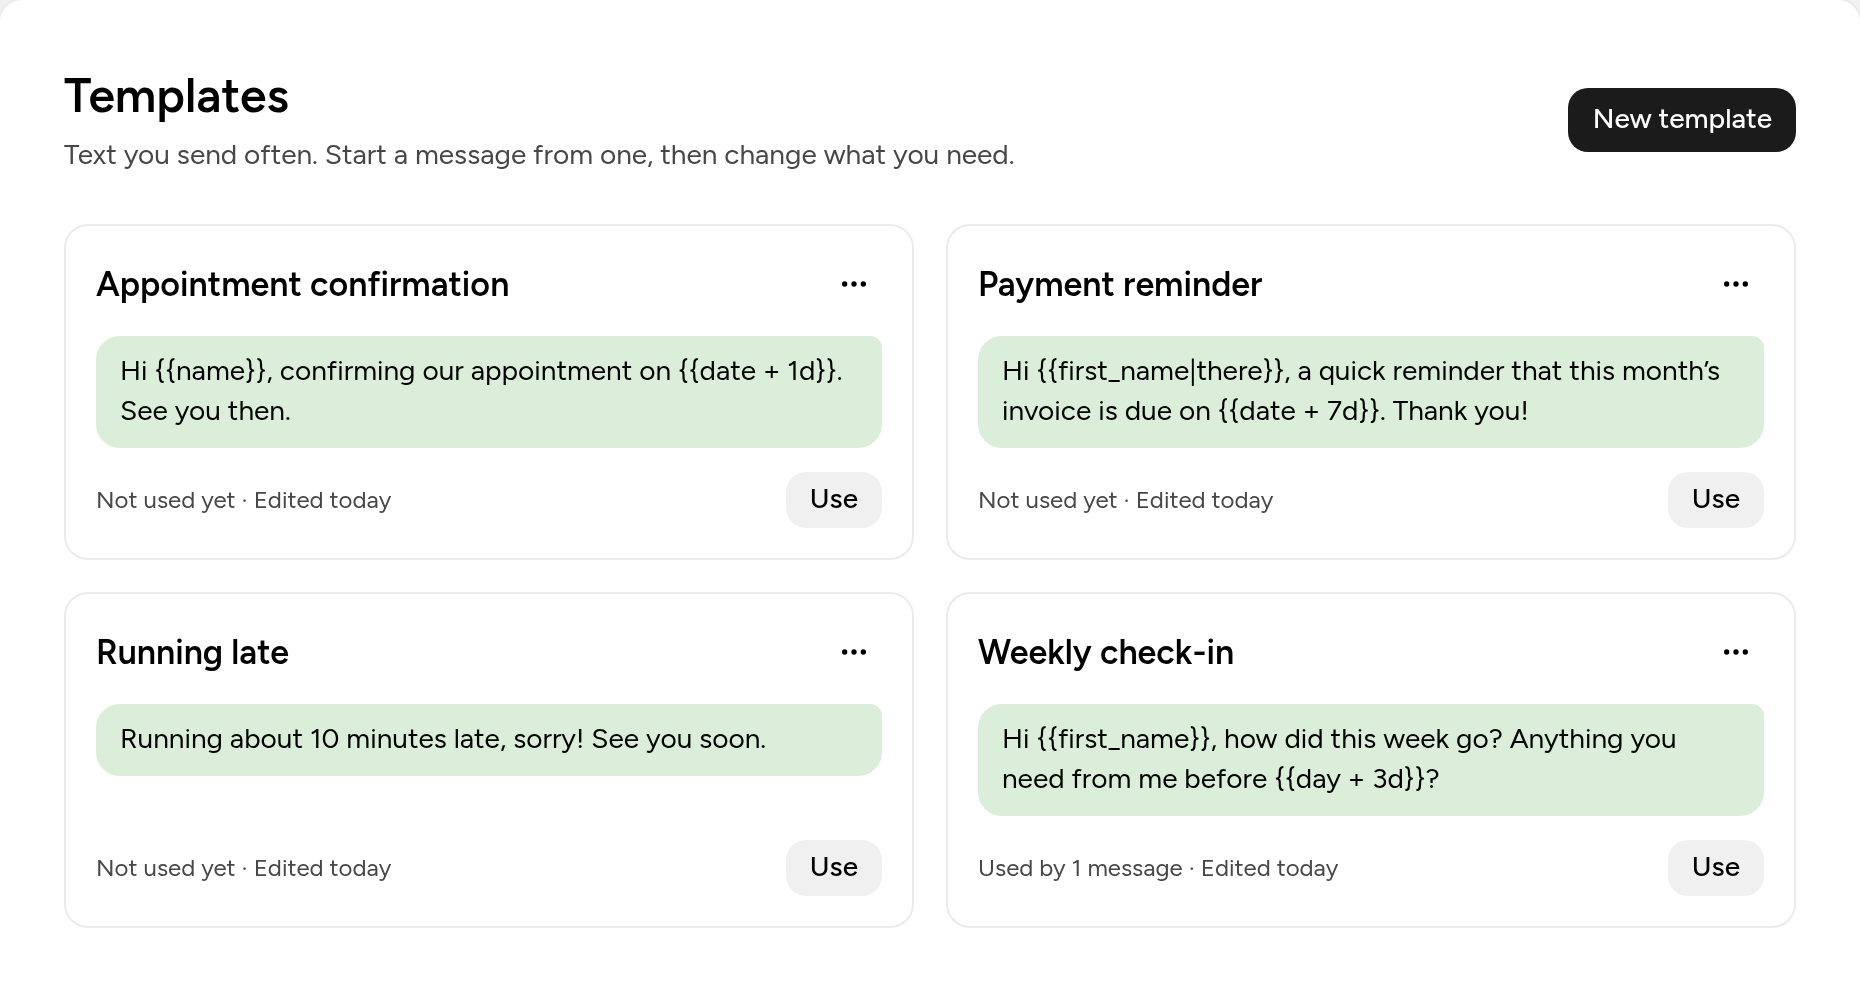 Templates
Text you send often. Start a message from one, then change what you need.
New template
Appointment confirmation
Hi {{name}}, confirming our appointment on {{date + 1d}}.
See you then.
Not used yet · Edited today
Use
Payment reminder
Hi {{first_name|there}}, a quick reminder that this month’s
invoice is due on {{date + 7d}}. Thank you!
Not used yet · Edited today
Use
Running late
Running about 10 minutes late, sorry! See you soon.
Not used yet · Edited today
Use
Weekly check-in
Hi {{first_name}}, how did this week go? Anything you
need from me before {{day + 3d}}?
Used by 1 message · Edited today
Use